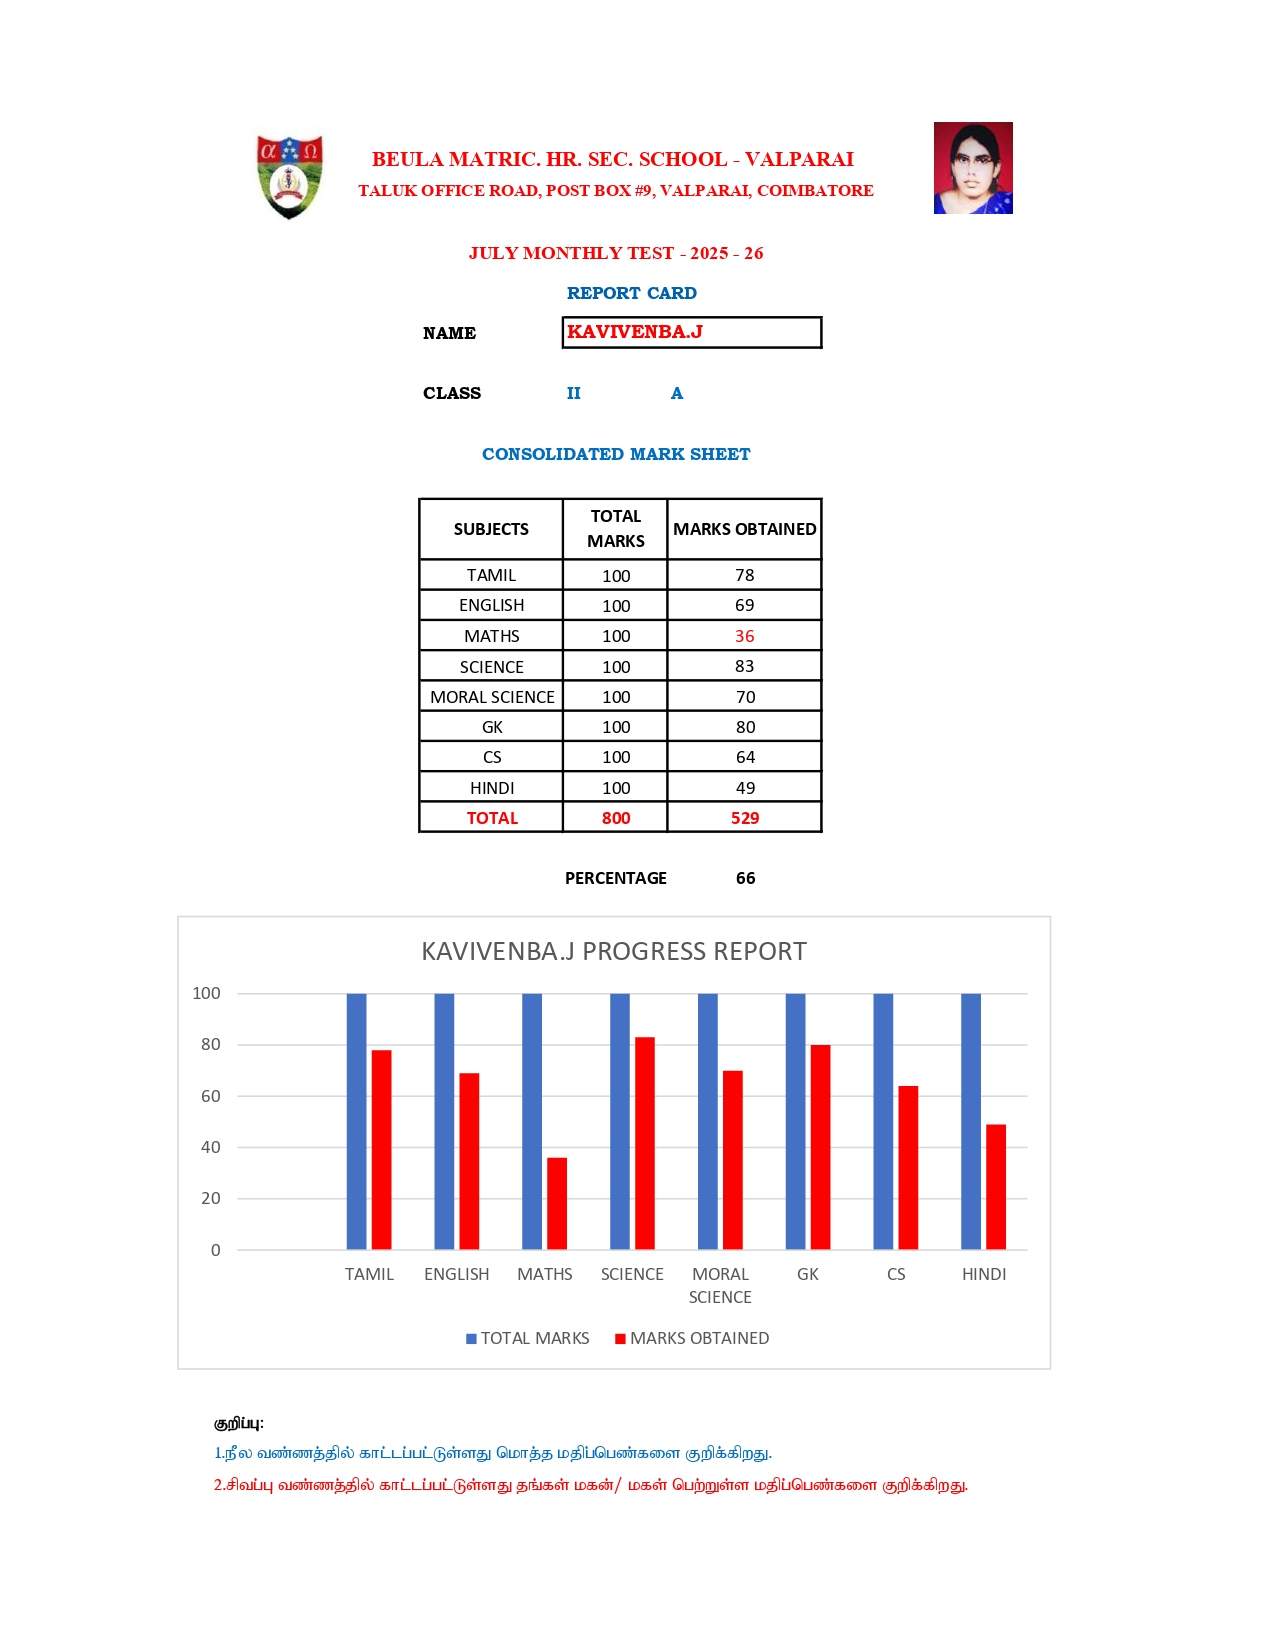 α Ω
BEULA MATRIC. HR. SEC. SCHOOL - VALPARAI
TALUK OFFICE ROAD, POST BOX #9, VALPARAI, COIMBATORE
JULY MONTHLY TEST - 2025 - 26
REPORT CARD
NAME KAVIVENBA.J
CLASS II A
CONSOLIDATED MARK SHEET
SUBJECTS TOTAL MARKS MARKS OBTAINED
TAMIL 100 78
ENGLISH 100 69
MATHS 100 36
SCIENCE 100 83
MORAL SCIENCE 100 70
GK 100 80
CS 100 64
HINDI 100 49
TOTAL 800 529
PERCENTAGE 66
KAVIVENBA.J PROGRESS REPORT
100
80
60
40
20
0
TAMIL ENGLISH MATHS SCIENCE MORAL SCIENCE GK CS HINDI
TOTAL MARKS MARKS OBTAINED
குறிப்பு:
1.நீல வண்ணத்தில் காட்டப்பட்டுள்ளது மொத்த மதிப்பெண்களை குறிக்கிறது.
2.சிவப்பு வண்ணத்தில் காட்டப்பட்டுள்ளது தங்கள் மகன்/ மகள் பெற்றுள்ள மதிப்பெண்களை குறிக்கிறது.